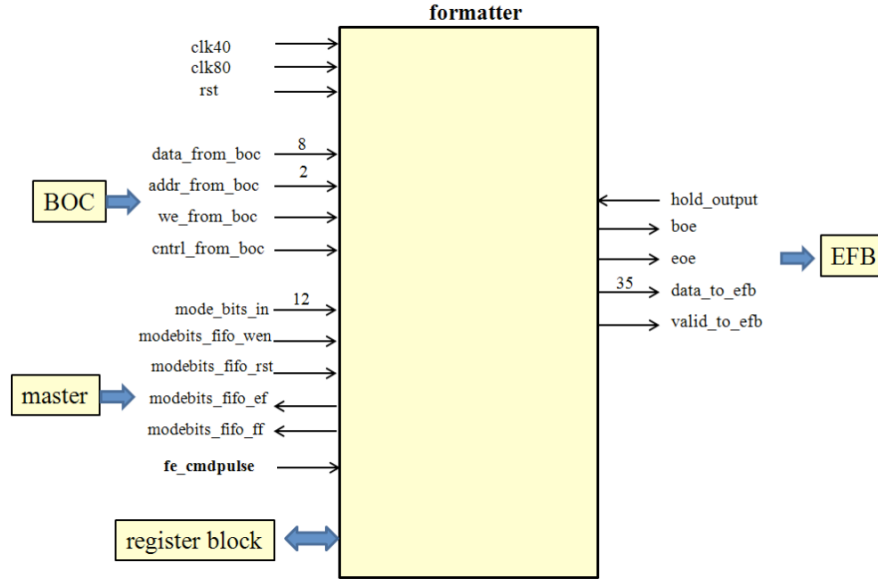 formatter
clk40
clk80
rst
data_from_boc
8
addr_from_boc
2
BOC
we_from_boc
cntrl_from_boc
hold_output
boe
eoe
EFB
35
data_to_efb
valid_to_efb
mode_bits_in
12
modebits_fifo_wen
modebits_fifo_rst
master
modebits_fifo_ef
modebits_fifo_ff
fe_cmdpulse
register block